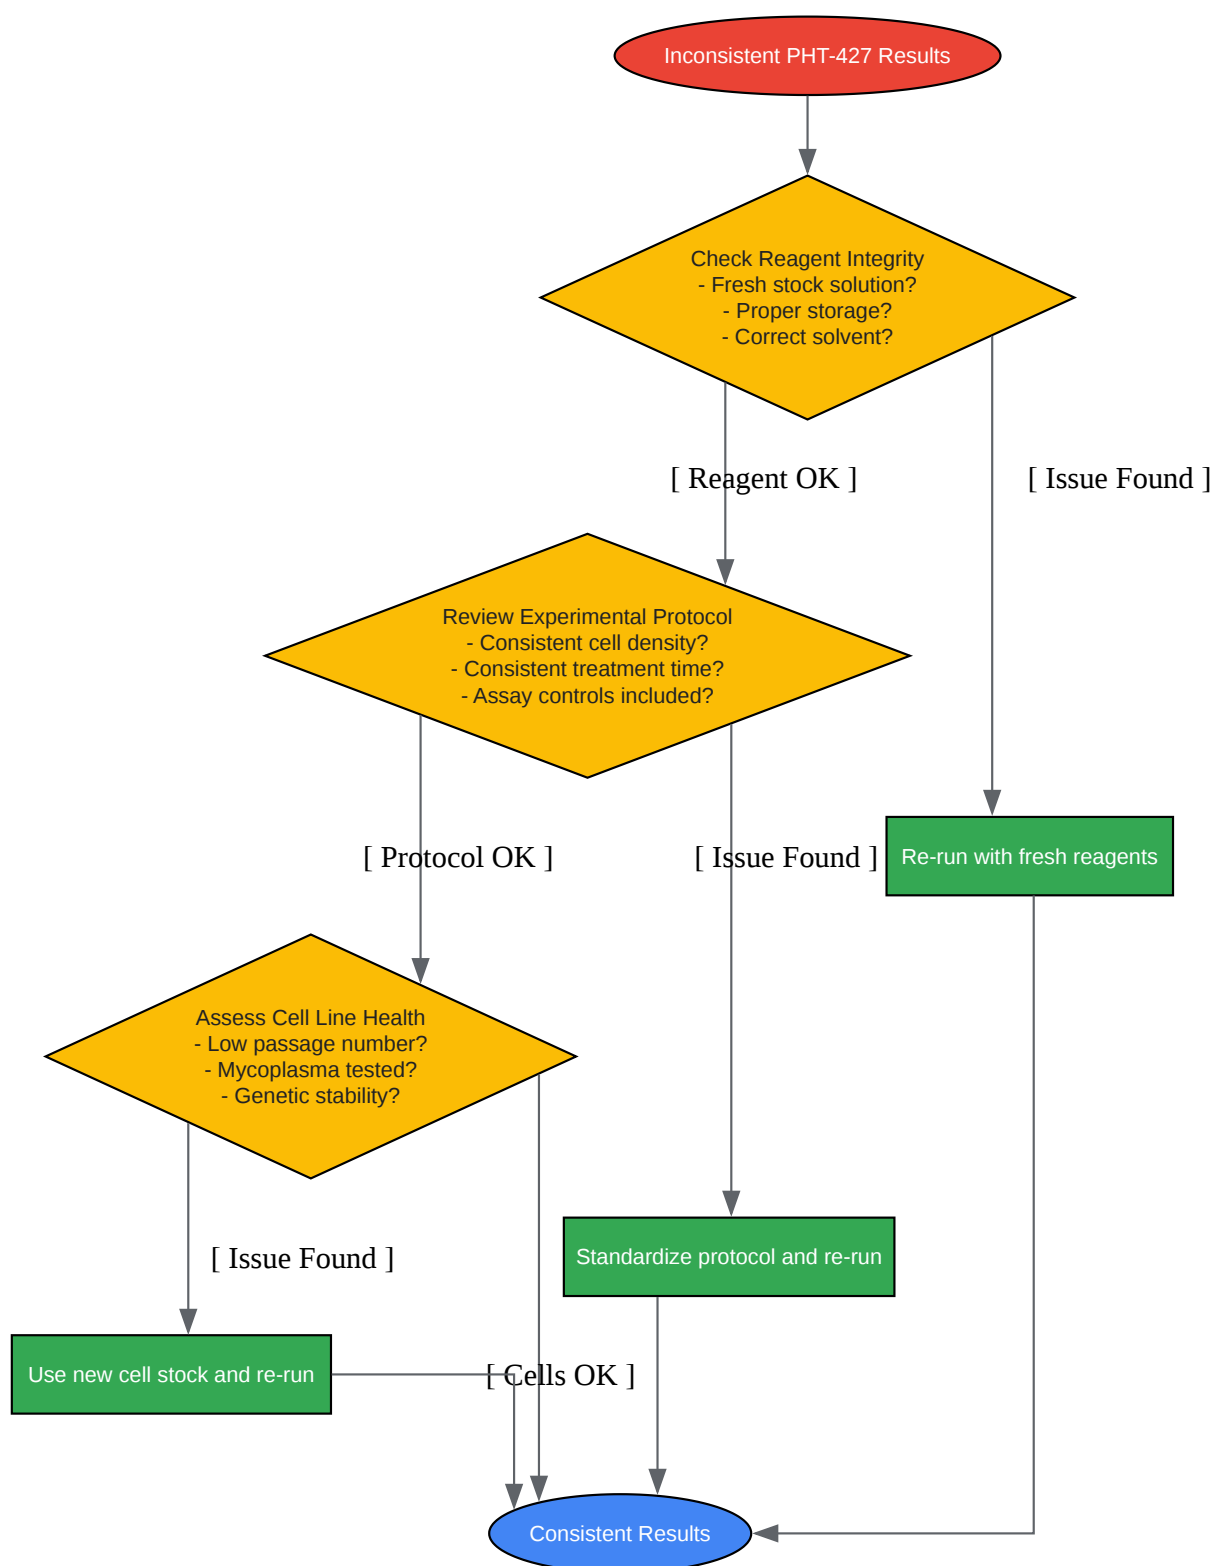 Inconsistent PHT-427 Results
Check Reagent Integrity
- Fresh stock solution?
- Proper storage?
- Correct solvent?
[ Reagent OK ]
[ Issue Found ]
Review Experimental Protocol
- Consistent cell density?
- Consistent treatment time?
- Assay controls included?
[ Protocol OK ]
[ Issue Found ]
Re-run with fresh reagents
Assess Cell Line Health
- Low passage number?
- Mycoplasma tested?
- Genetic stability?
[ Issue Found ]
Standardize protocol and re-run
Use new cell stock and re-run
[ Cells OK ]
Consistent Results